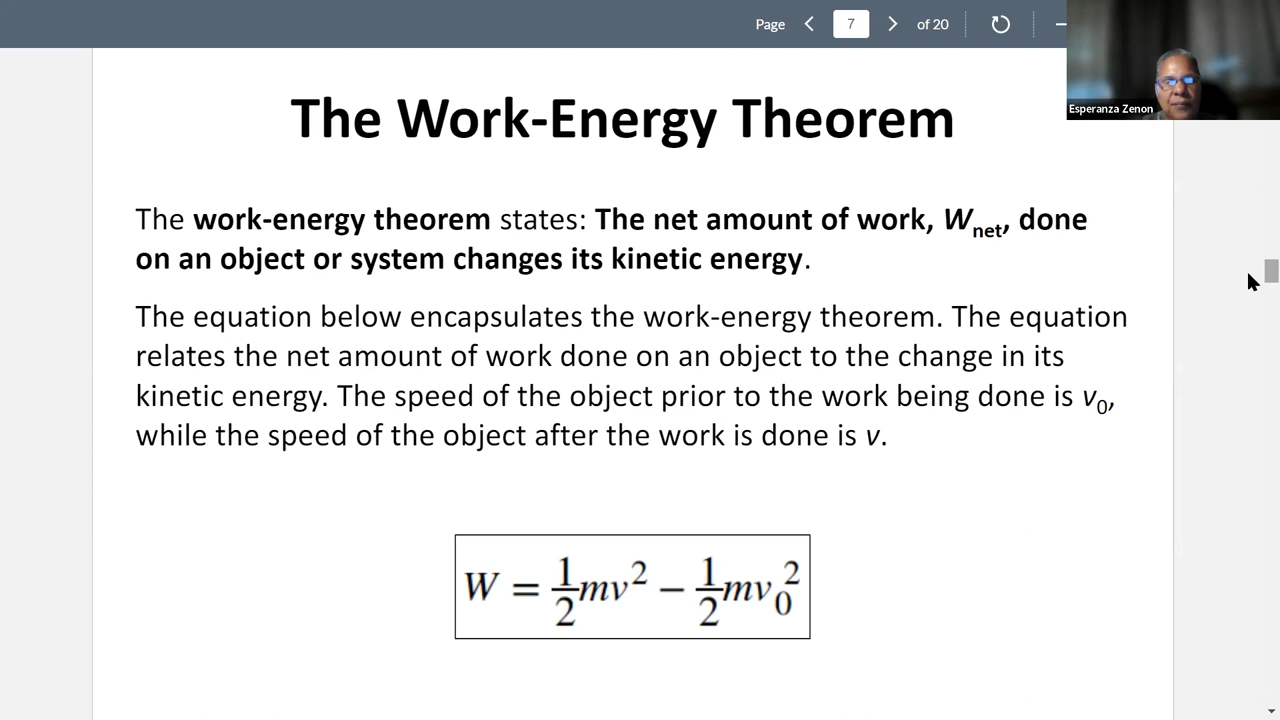 Page 7 of 20
Esperanza Zenon
The Work-Energy Theorem
The work-energy theorem states: The net amount of work, Wnet, done
on an object or system changes its kinetic energy.
The equation below encapsulates the work-energy theorem. The equation
relates the net amount of work done on an object to the change in its
kinetic energy. The speed of the object prior to the work being done is v₀,
while the speed of the object after the work is done is v.
W = ½mv² − ½mv₀²